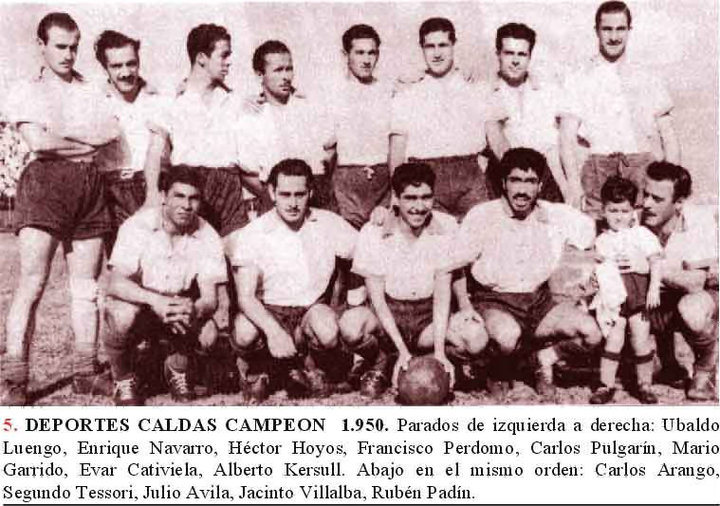 5. DEPORTES CALDAS CAMPEON 1.950. Parados de izquierda a derecha: Ubaldo
Luengo, Enrique Navarro, Héctor Hoyos, Francisco Perdomo, Carlos Pulgarín, Mario
Garrido, Evar Cativiela, Alberto Kersull. Abajo en el mismo orden: Carlos Arango,
Segundo Tessori, Julio Avila, Jacinto Villalba, Rubén Padín.